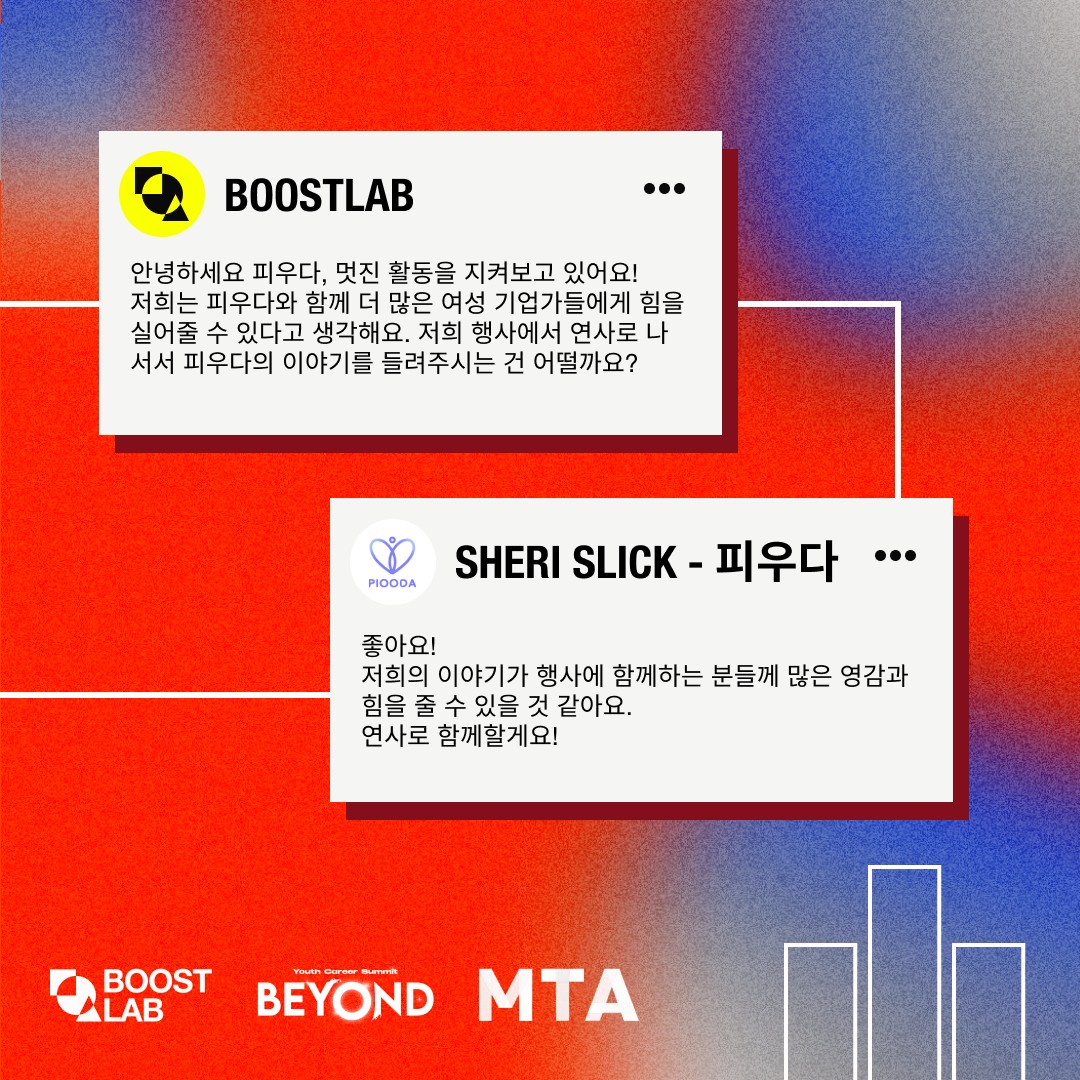 BOOSTLAB
안녕하세요 피우다, 멋진 활동을 지켜보고 있어요!
저희는 피우다와 함께 더 많은 여성 기업가들에게 힘을
실어줄 수 있다고 생각해요. 저희 행사에서 연사로 나
서서 피우다의 이야기를 들려주시는 건 어떨까요?
PIOODA
SHERI SLICK - 피우다
좋아요!
저희의 이야기가 행사에 함께하는 분들께 많은 영감과
힘을 줄 수 있을 것 같아요.
연사로 함께할게요!
BOOST
LAB
Youth Career Summit
BEYOND
MTA